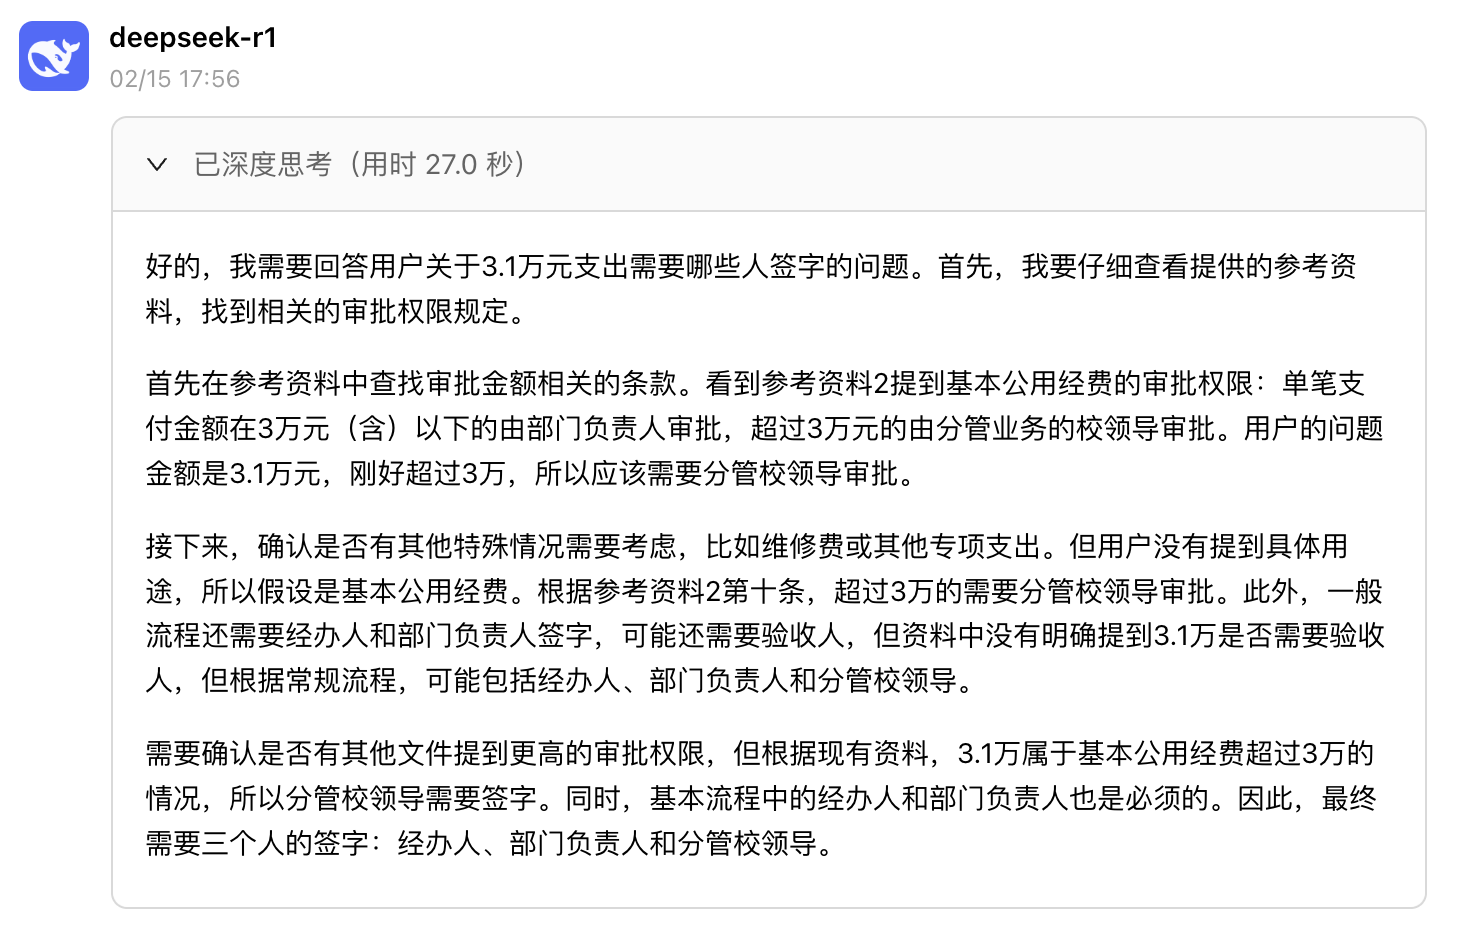 deepseek-r1
02/15 17:56
已深度思考（用时 27.0 秒）
好的，我需要回答用户关于3.1万元支出需要哪些人签字的问题。首先，我要仔细查看提供的参考资
料，找到相关的审批权限规定。
首先在参考资料中查找审批金额相关的条款。看到参考资料2提到基本公用经费的审批权限：单笔支
付金额在3万元（含）以下的由部门负责人审批，超过3万元的由分管业务的校领导审批。用户的问题
金额是3.1万元，刚好超过3万，所以应该需要分管校领导审批。
接下来，确认是否有其他特殊情况需要考虑，比如维修费或其他专项支出。但用户没有提到具体用
途，所以假设是基本公用经费。根据参考资料2第十条，超过3万的需要分管校领导审批。此外，一般
流程还需要经办人和部门负责人签字，可能还需要验收人，但资料中没有明确提到3.1万是否需要验收
人，但根据常规流程，可能包括经办人、部门负责人和分管校领导。
需要确认是否有其他文件提到更高的审批权限，但根据现有资料，3.1万属于基本公用经费超过3万的
情况，所以分管校领导需要签字。同时，基本流程中的经办人和部门负责人也是必须的。因此，最终
需要三个人的签字：经办人、部门负责人和分管校领导。